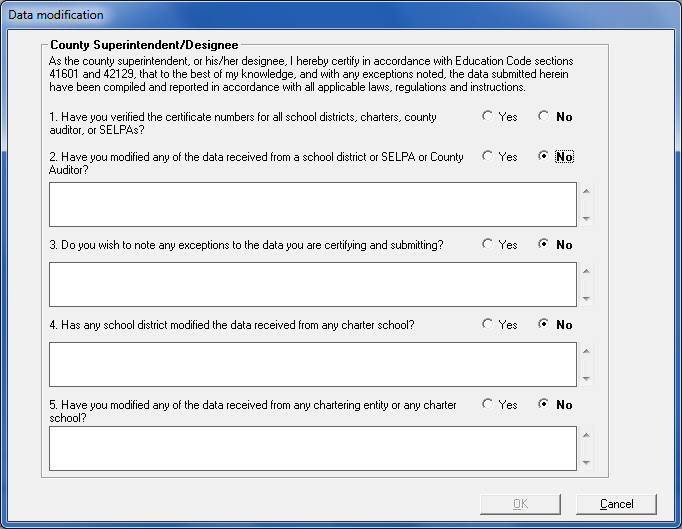 Data modification
County Superintendent/Designee
As the county superintendent, or his/her designee, I hereby certify in accordance with Education Code sections
41601 and 42129, that to the best of my knowledge, and with any exceptions noted, the data submitted herein
have been compiled and reported in accordance with all applicable laws, regulations and instructions.
1. Have you verified the certificate numbers for all school districts, charters, county Yes No
auditor, or SELPAs?
2. Have you modified any of the data received from a school district or SELPA or County Yes No
Auditor?
3. Do you wish to note any exceptions to the data you are certifying and submitting? Yes No
4. Has any school district modified the data received from any charter school? Yes No
5. Have you modified any of the data received from any chartering entity or any charter Yes No
school?
OK Cancel